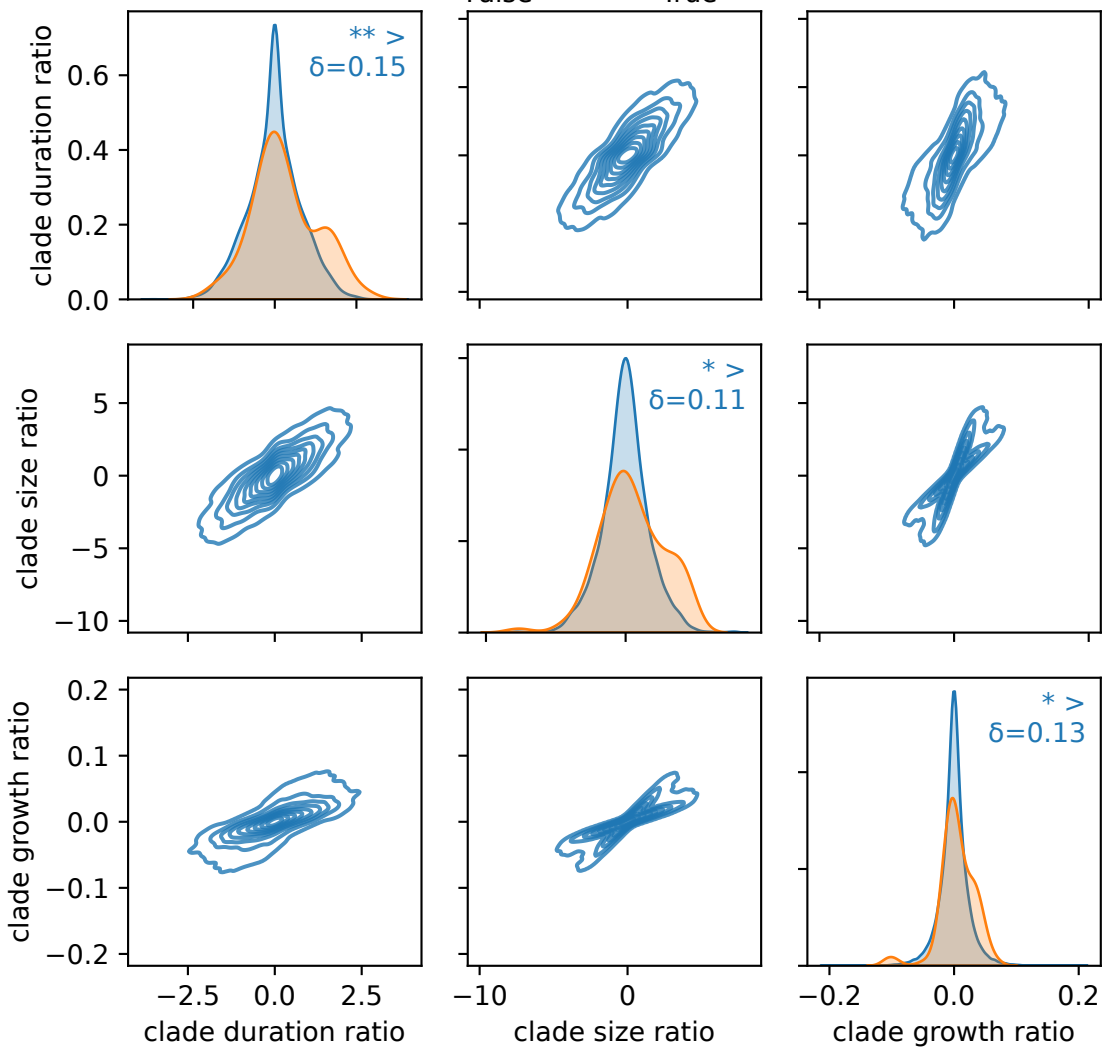 clade duration ratio
0.6
0.4
0.2
0.0
** >
δ=0.15
clade size ratio
5
0
−5
−10
* >
δ=0.11
clade growth ratio
0.2
0.1
0.0
−0.1
−0.2
* >
δ=0.13
−2.5 0.0 2.5
clade duration ratio
−10 0
clade size ratio
−0.2 0.0 0.2
clade growth ratio